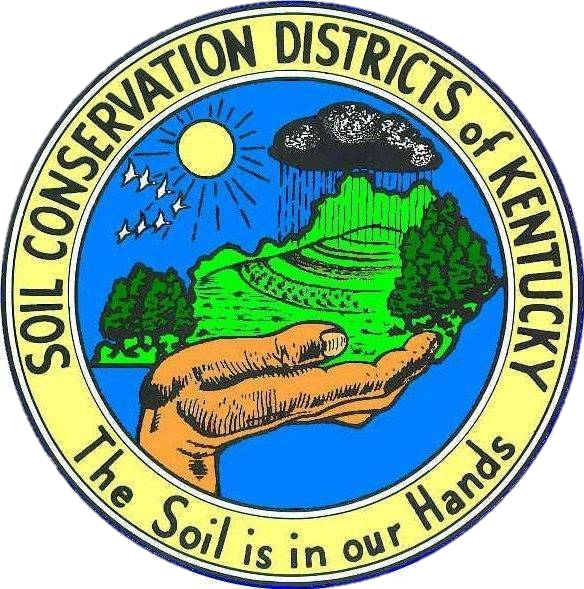 SOIL CONSERVATION DISTRICTS of KENTUCKY
The Soil is in our Hands